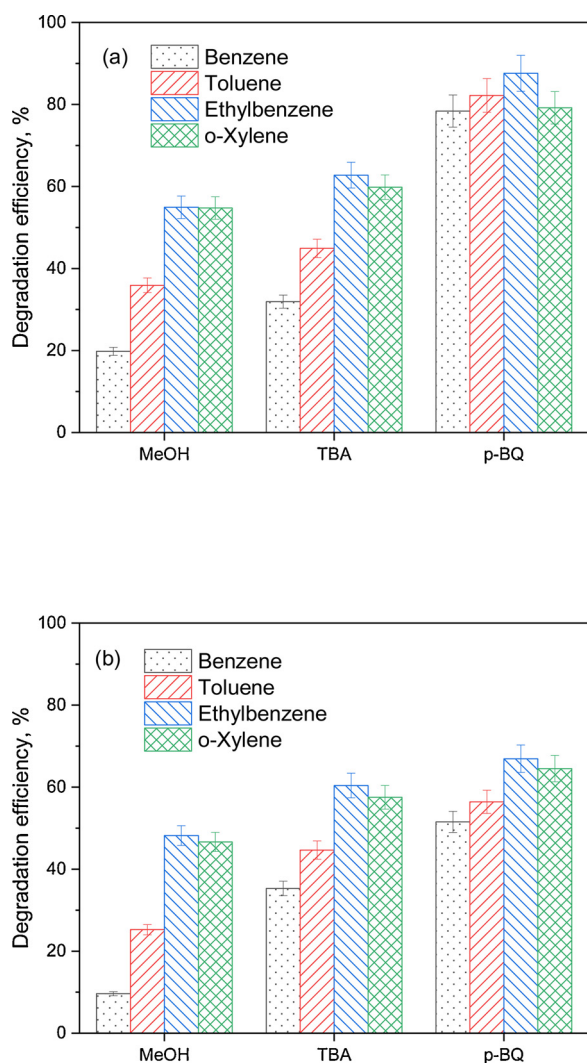 100
80
60
40
20
0
Degradation efficiency, %
(a)
Benzene
Toluene
Ethylbenzene
o-Xylene
MeOH TBA p-BQ
100
80
60
40
20
0
Degradation efficiency, %
(b)
Benzene
Toluene
Ethylbenzene
o-Xylene
MeOH TBA p-BQ